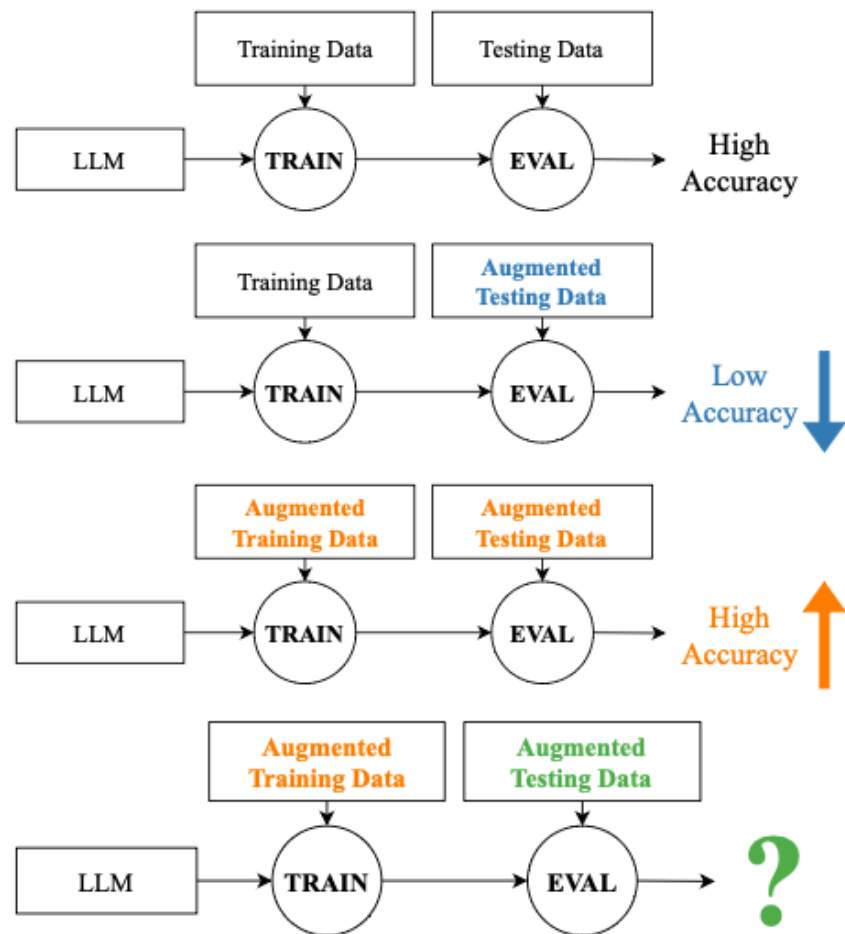 Training Data
Testing Data
LLM
TRAIN
EVAL
High
Accuracy
Training Data
Augmented
Testing Data
LLM
TRAIN
EVAL
Low
Accuracy
Augmented
Training Data
Augmented
Testing Data
LLM
TRAIN
EVAL
High
Accuracy
Augmented
Training Data
Augmented
Testing Data
LLM
TRAIN
EVAL
?